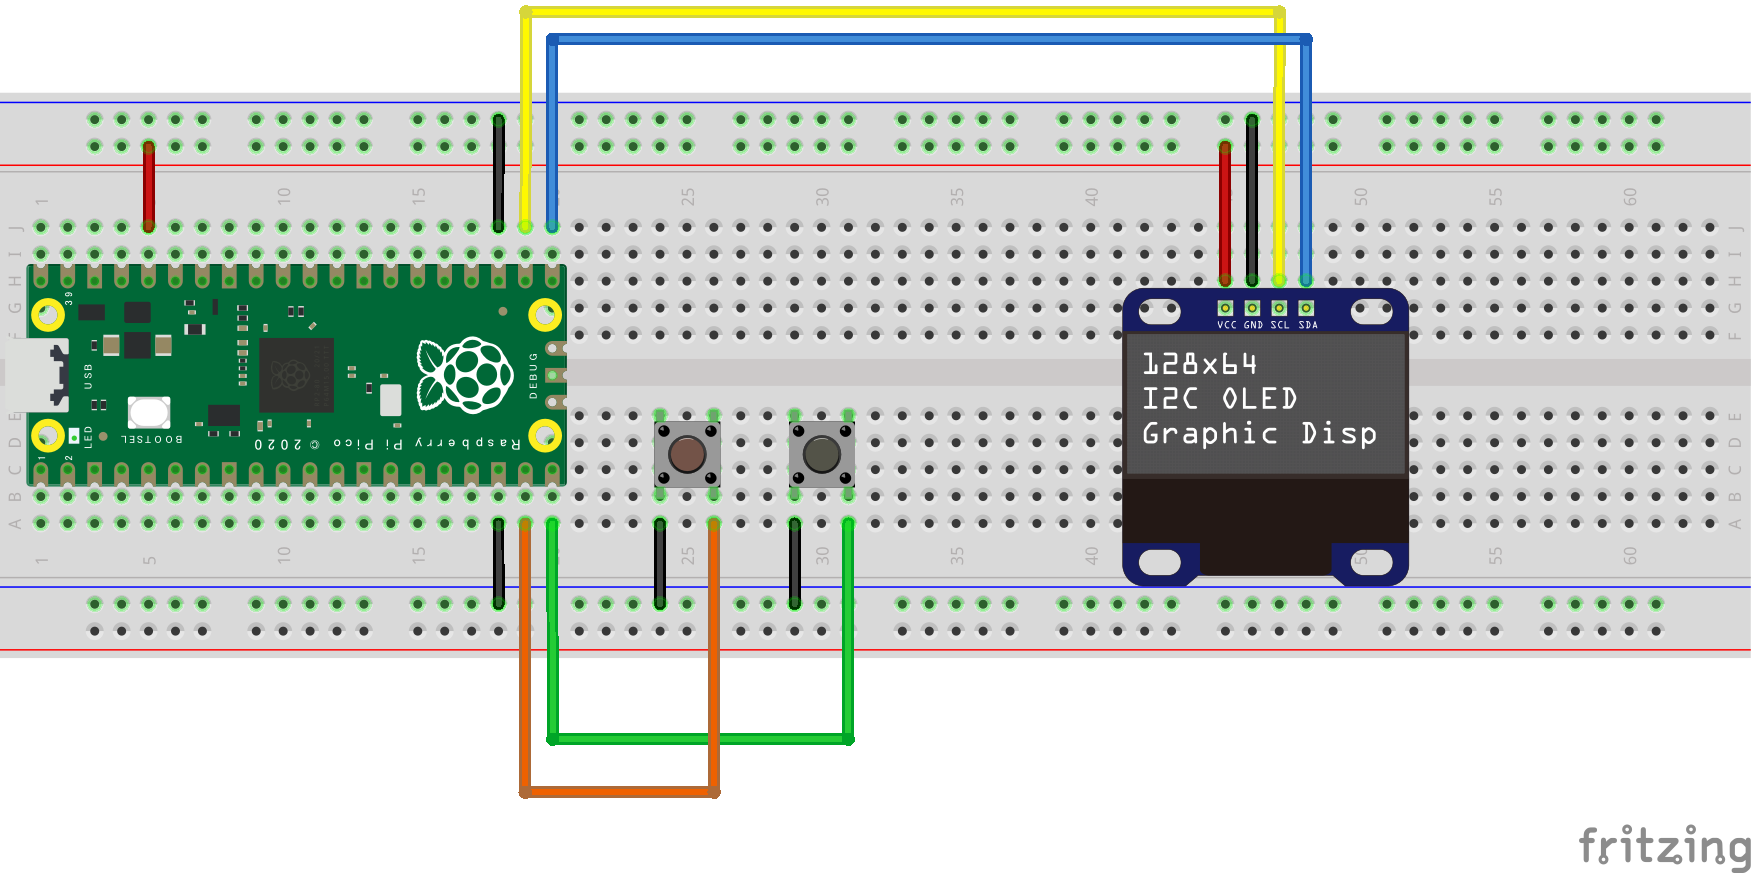 1
10
15
25
30
35
40
50
55
60
J
I
H
G
F
J
I
H
G
F
39
USB
DEBUG
VCC GND SCL SDA
128x64
I2C OLED
Graphic Disp
LED
BOOTSEL
Raspberry Pi Pico © 2020
1
2
E
D
C
B
A
E
D
C
B
A
1
5
10
15
25
30
35
40
55
60
fritzing